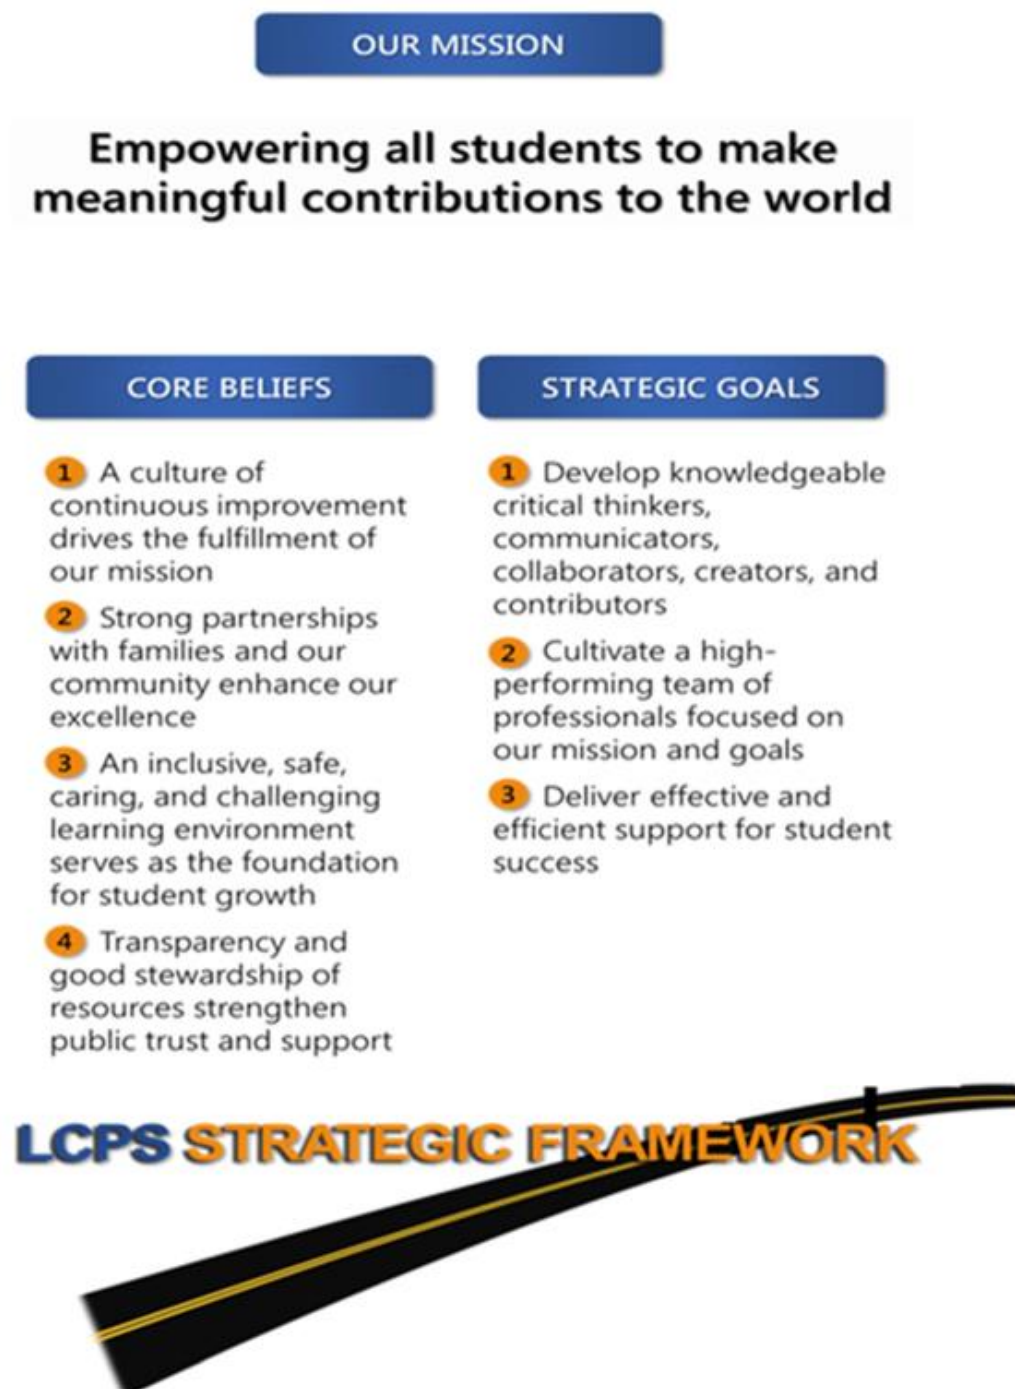 OUR MISSION
Empowering all students to make
meaningful contributions to the world
CORE BELIEFS
1 A culture of
continuous improvement
drives the fulfillment of
our mission
2 Strong partnerships
with families and our
community enhance our
excellence
3 An inclusive, safe,
caring, and challenging
learning environment
serves as the foundation
for student growth
4 Transparency and
good stewardship of
resources strengthen
public trust and support
STRATEGIC GOALS
1 Develop knowledgeable
critical thinkers,
communicators,
collaborators, creators, and
contributors
2 Cultivate a high-
performing team of
professionals focused on
our mission and goals
3 Deliver effective and
efficient support for student
success
LCPS STRATEGIC FRAMEWORK